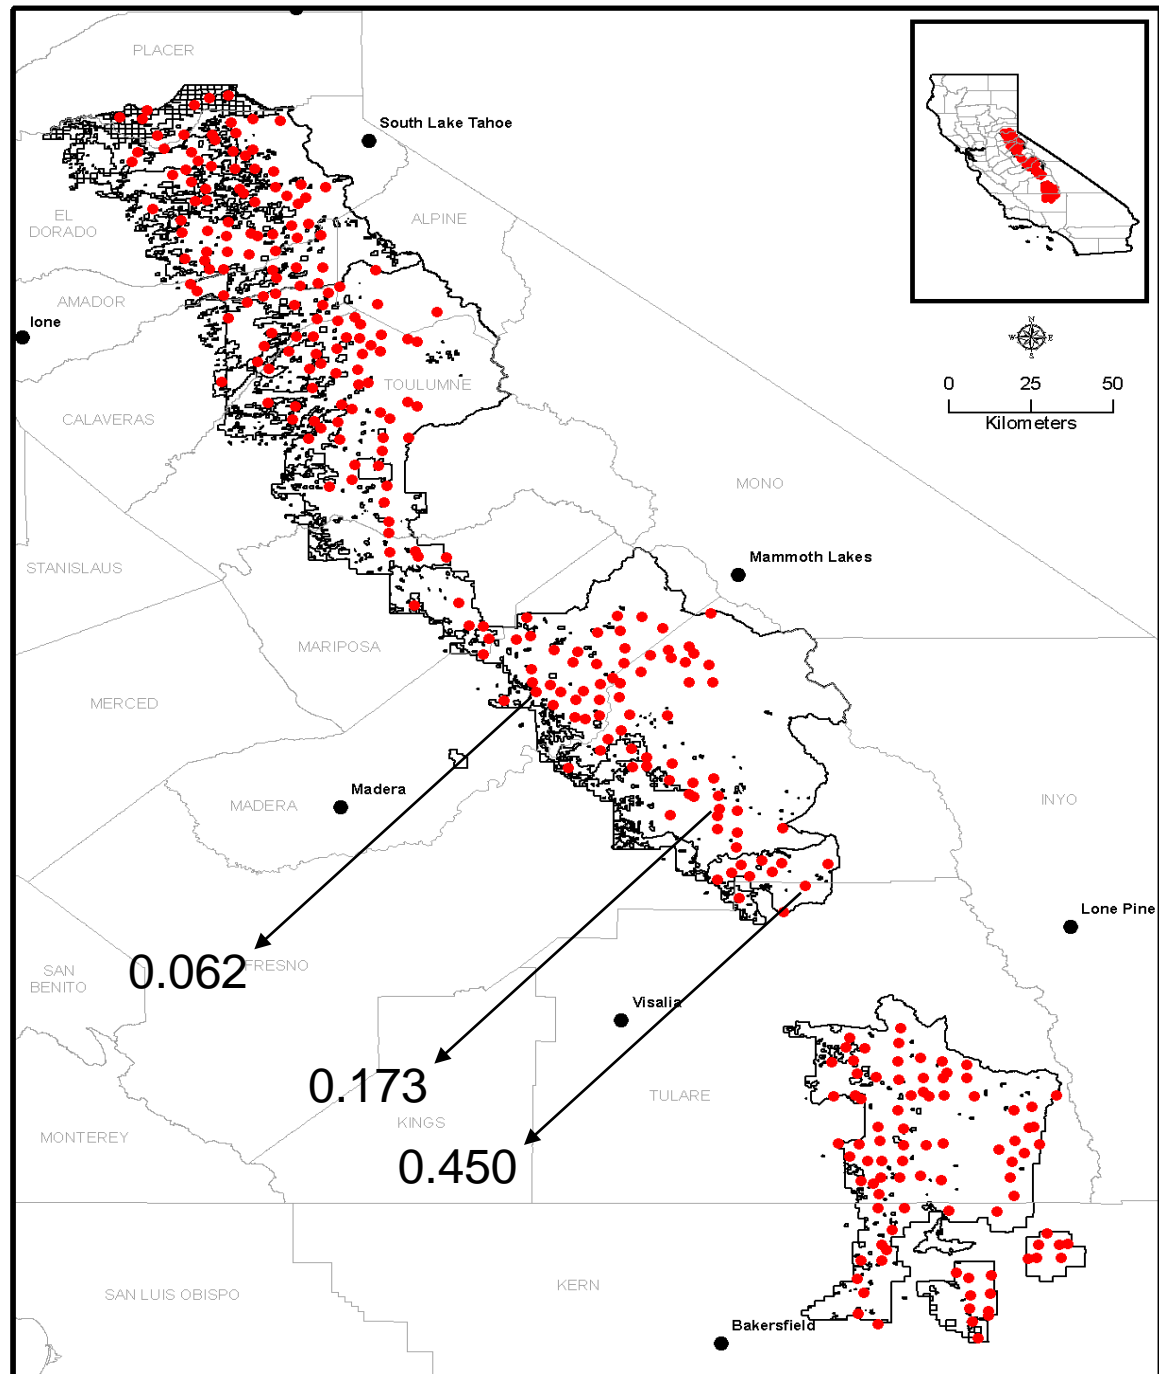 PLACER
South Lake Tahoe
EL
DORADO
ALPINE
AMADOR
Ione
N
W
E
S
0 25 50
Kilometers
TOULUMNE
CALAVERAS
MONO
Mammoth Lakes
STANISLAUS
MARIPOSA
MERCED
Madera
MADERA
INYO
Lone Pine
0.062
FRESNO
SAN
BENITO
Visalia
0.173
TULARE
KINGS
MONTEREY
0.450
KERN
SAN LUIS OBISPO
Bakersfield